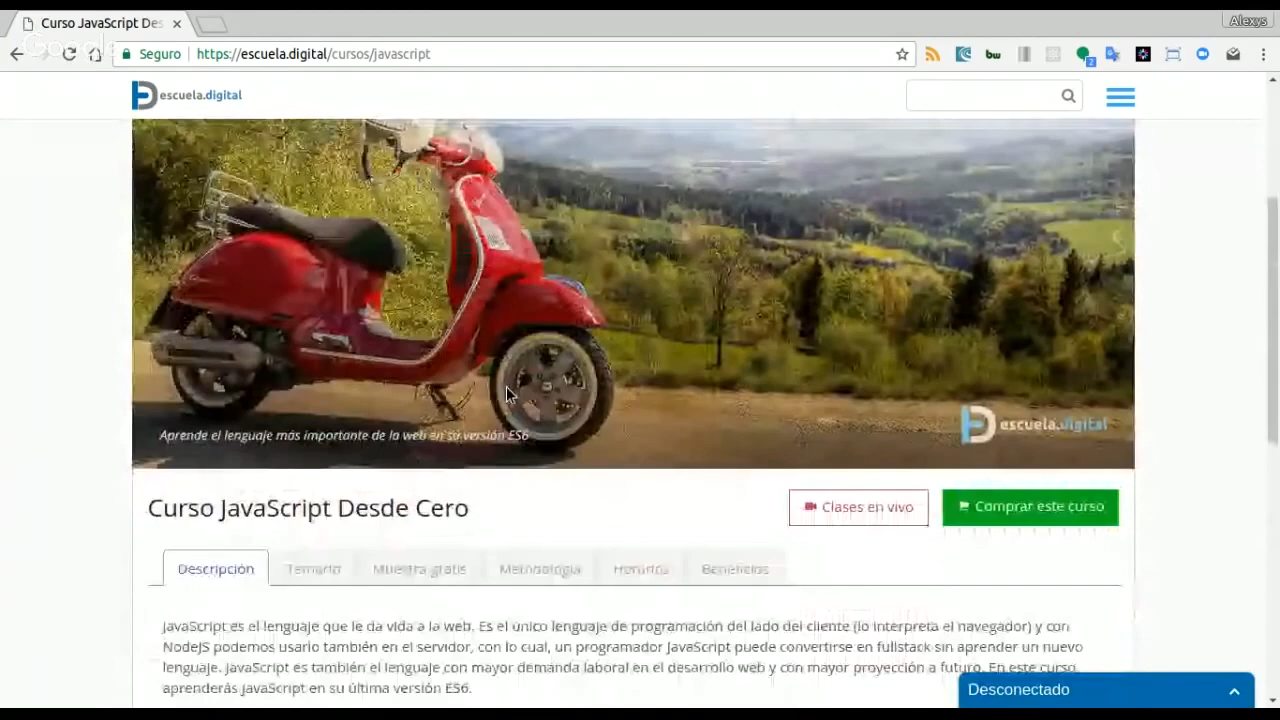 Curso JavaScript Des
Alexys
Google
Seguro https://escuela.digital/cursos/javascript
bw
2
escuela.digital
Aprende el lenguaje más importante de la web en su versión ES6
escuela.digital
Curso JavaScript Desde Cero
Clases en vivo
Comprar este curso
Descripción Temario Muestra gratis Metodología Horarios Beneficios
JavaScript es el lenguaje que le da vida a la web. Es el único lenguaje de programación del lado del cliente (lo interpreta el navegador) y con
NodeJS podemos usarlo también en el servidor, con lo cual, un programador JavaScript puede convertirse en fullstack sin aprender un nuevo
lenguaje. JavaScript es también el lenguaje con mayor demanda laboral en el desarrollo web y con mayor proyección a futuro. En este curso
aprenderás JavaScript en su última versión ES6.
Desconectado